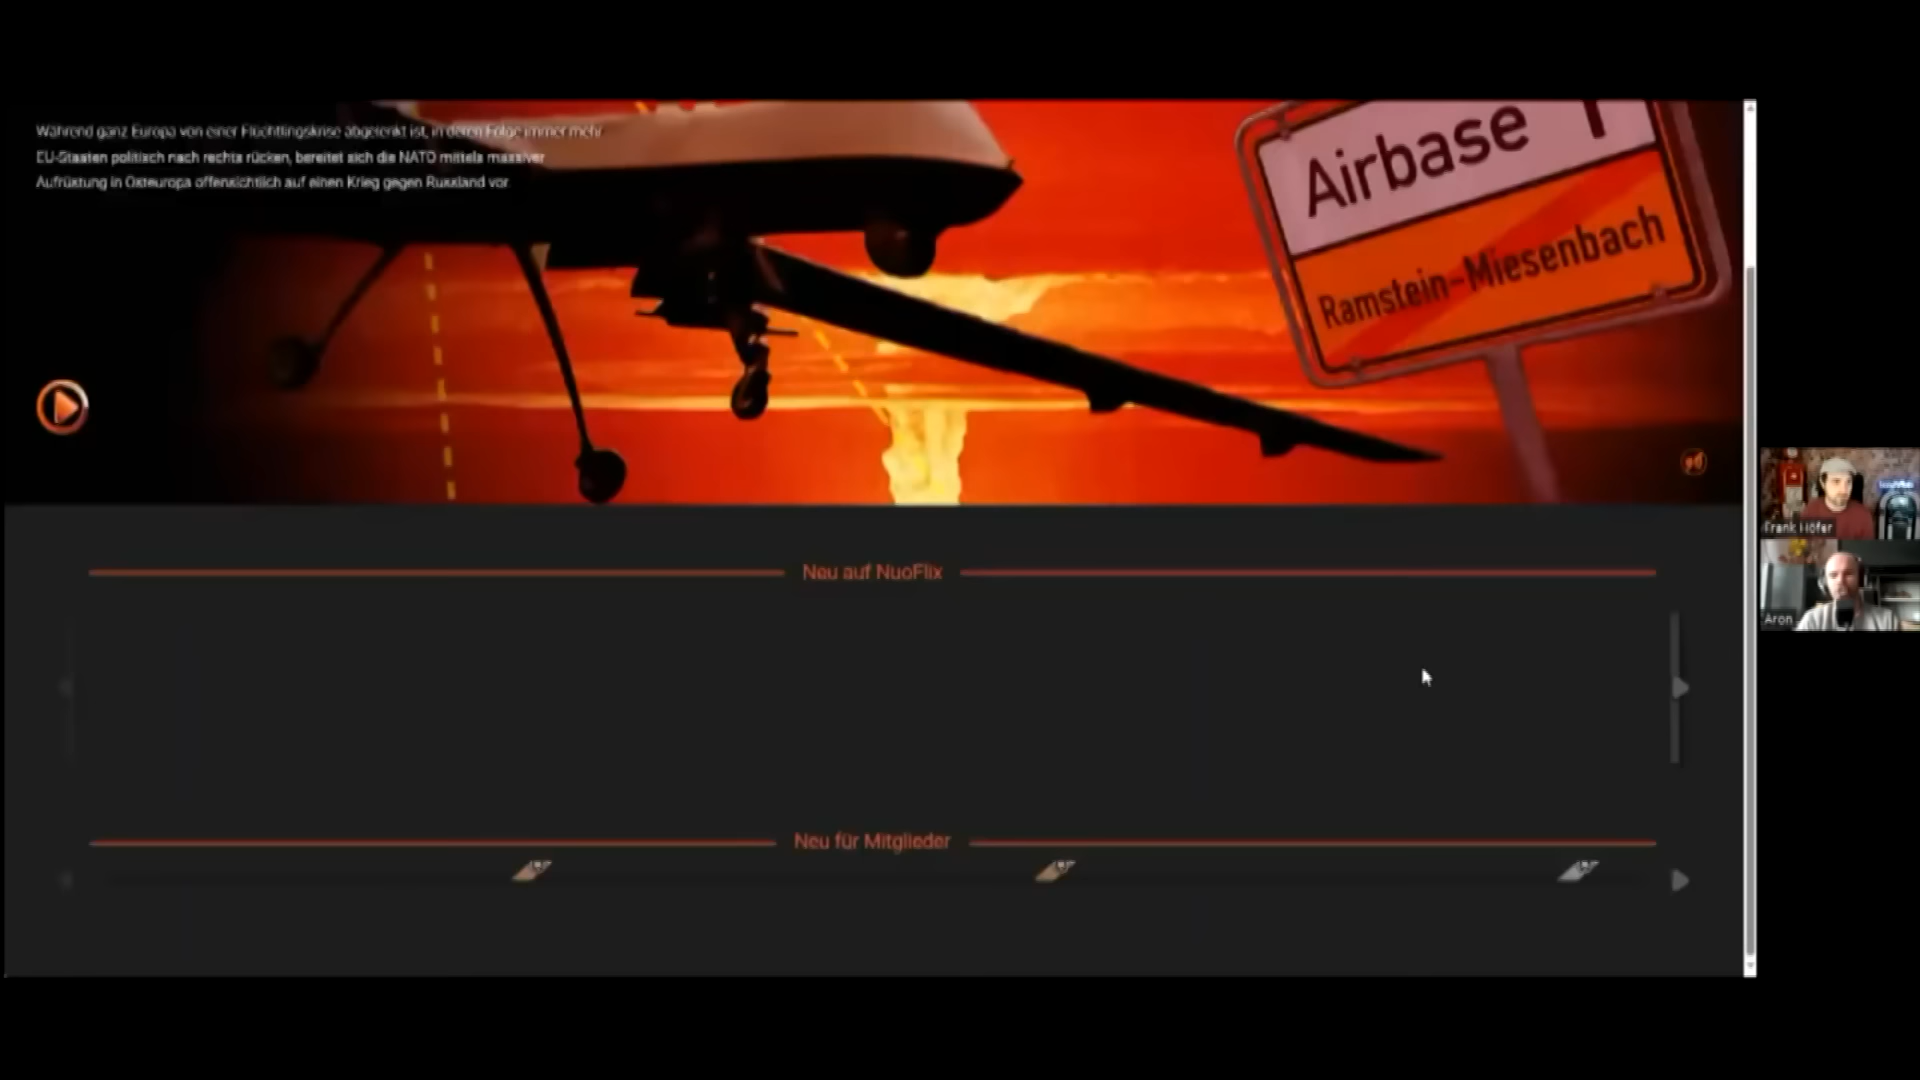 Während ganz Europa von einer Flüchtlingskrise abgelenkt ist, in deren Folge immer mehr
EU-Staaten politisch nach rechts rücken, bereitet sich die NATO mittels massiver
Aufrüstung in Osteuropa offensichtlich auf einen Krieg gegen Russland vor.
Airbase
Ramstein-Miesenbach
Frank Höfer
Neu auf NuoFlix
Aron
Neu für Mitglieder